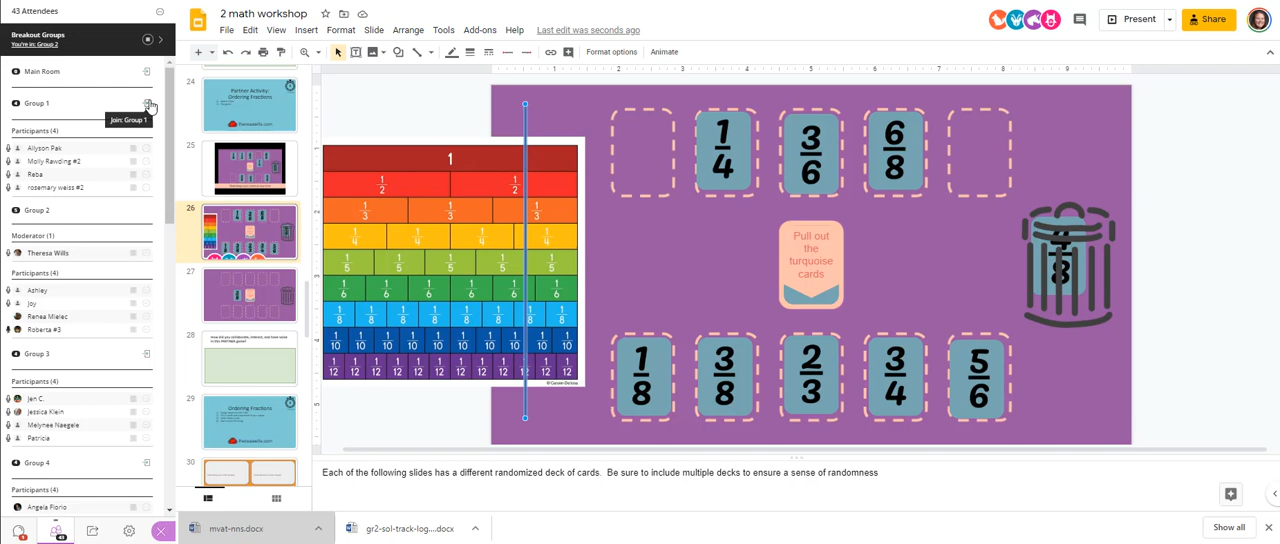 43 Attendees
Breakout Groups
You're in: Group 2
Main Room
Group 1
Join: Group 1
Participants (4)
Allyson Pak
Molly Rawding #2
Reba
rosemary weiss #2
Group 2
Moderator (1)
Theresa Wills
Participants (4)
Ashley
Joy
Renea Mielec
Roberta #3
Group 3
Participants (4)
Jen C.
Jessica Klein
Melynee Naegele
Patricia
Group 4
Participants (4)
Angela Florio
2 math workshop
File Edit View Insert Format Slide Arrange Tools Add-ons Help Last edit was seconds ago
Present
Share
Format options Animate
1 2 3 4 5 6 7 8 9
24
Partner Activity:
Ordering Fractions
25
26
27
28
29
Ordering Fractions
30
1
1/2 1/2
1/3 1/3 1/3
1/4 1/4 1/4 1/4
1/5 1/5 1/5 1/5 1/5
1/6 1/6 1/6 1/6 1/6 1/6
1/8 1/8 1/8 1/8 1/8 1/8 1/8 1/8
1/10 1/10 1/10 1/10 1/10 1/10 1/10 1/10 1/10 1/10
1/12 1/12 1/12 1/12 1/12 1/12 1/12 1/12 1/12 1/12 1/12 1/12
1/4 3/6 6/8
Pull out
the
turquoise
cards
4/8
1/8 3/8 2/3 3/4 5/6
Each of the following slides has a different randomized deck of cards. Be sure to include multiple decks to ensure a sense of randomness
mvat-nns.docx
gr2-sol-track-log....docx
Show all